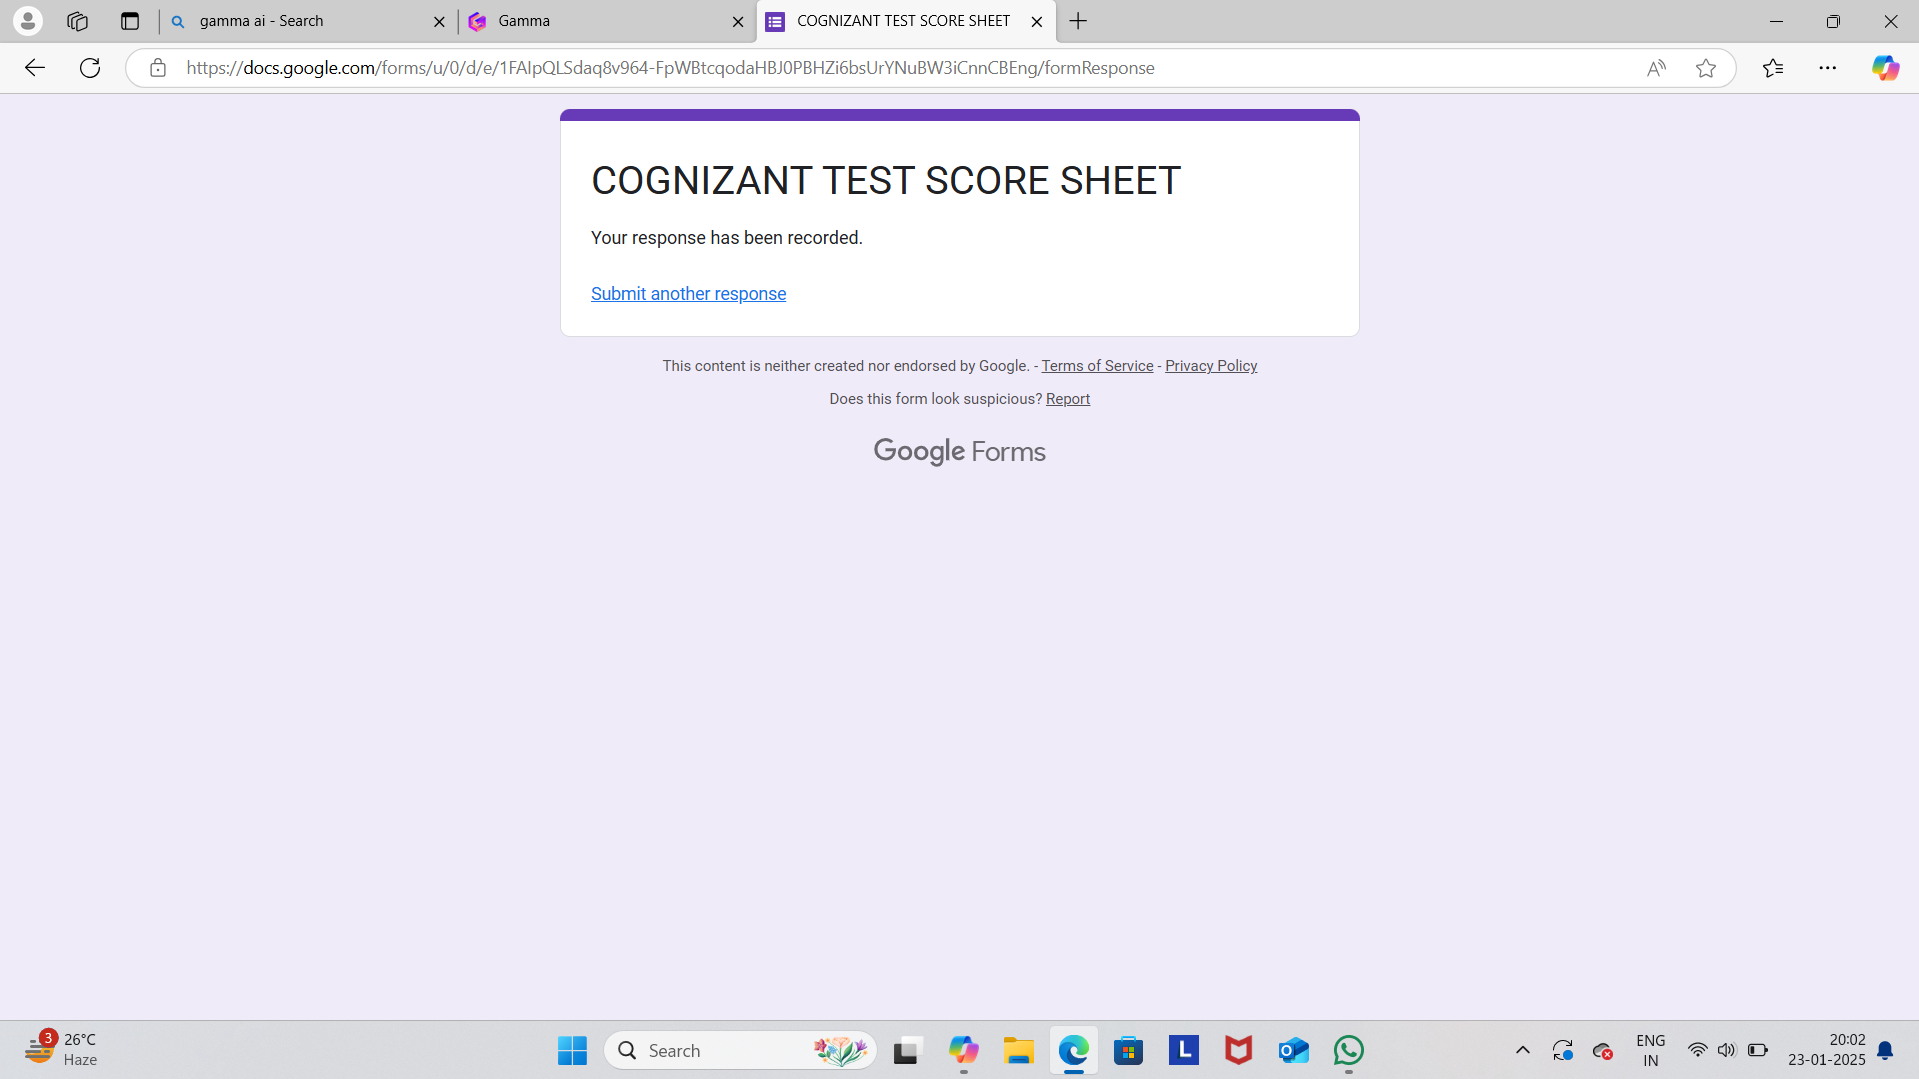 gamma ai - Search
Gamma
COGNIZANT TEST SCORE SHEET
https://docs.google.com/forms/u/0/d/e/1FAIpQLSdaq8v964-FpWBtcqodaHBJ0PBHZi6bsUrYNuBW3iCnnCBEng/formResponse
COGNIZANT TEST SCORE SHEET
Your response has been recorded.
Submit another response
This content is neither created nor endorsed by Google. - Terms of Service - Privacy Policy
Does this form look suspicious? Report
Google Forms
3
26°C
Haze
Search
L
ENG
IN
20:02
23-01-2025